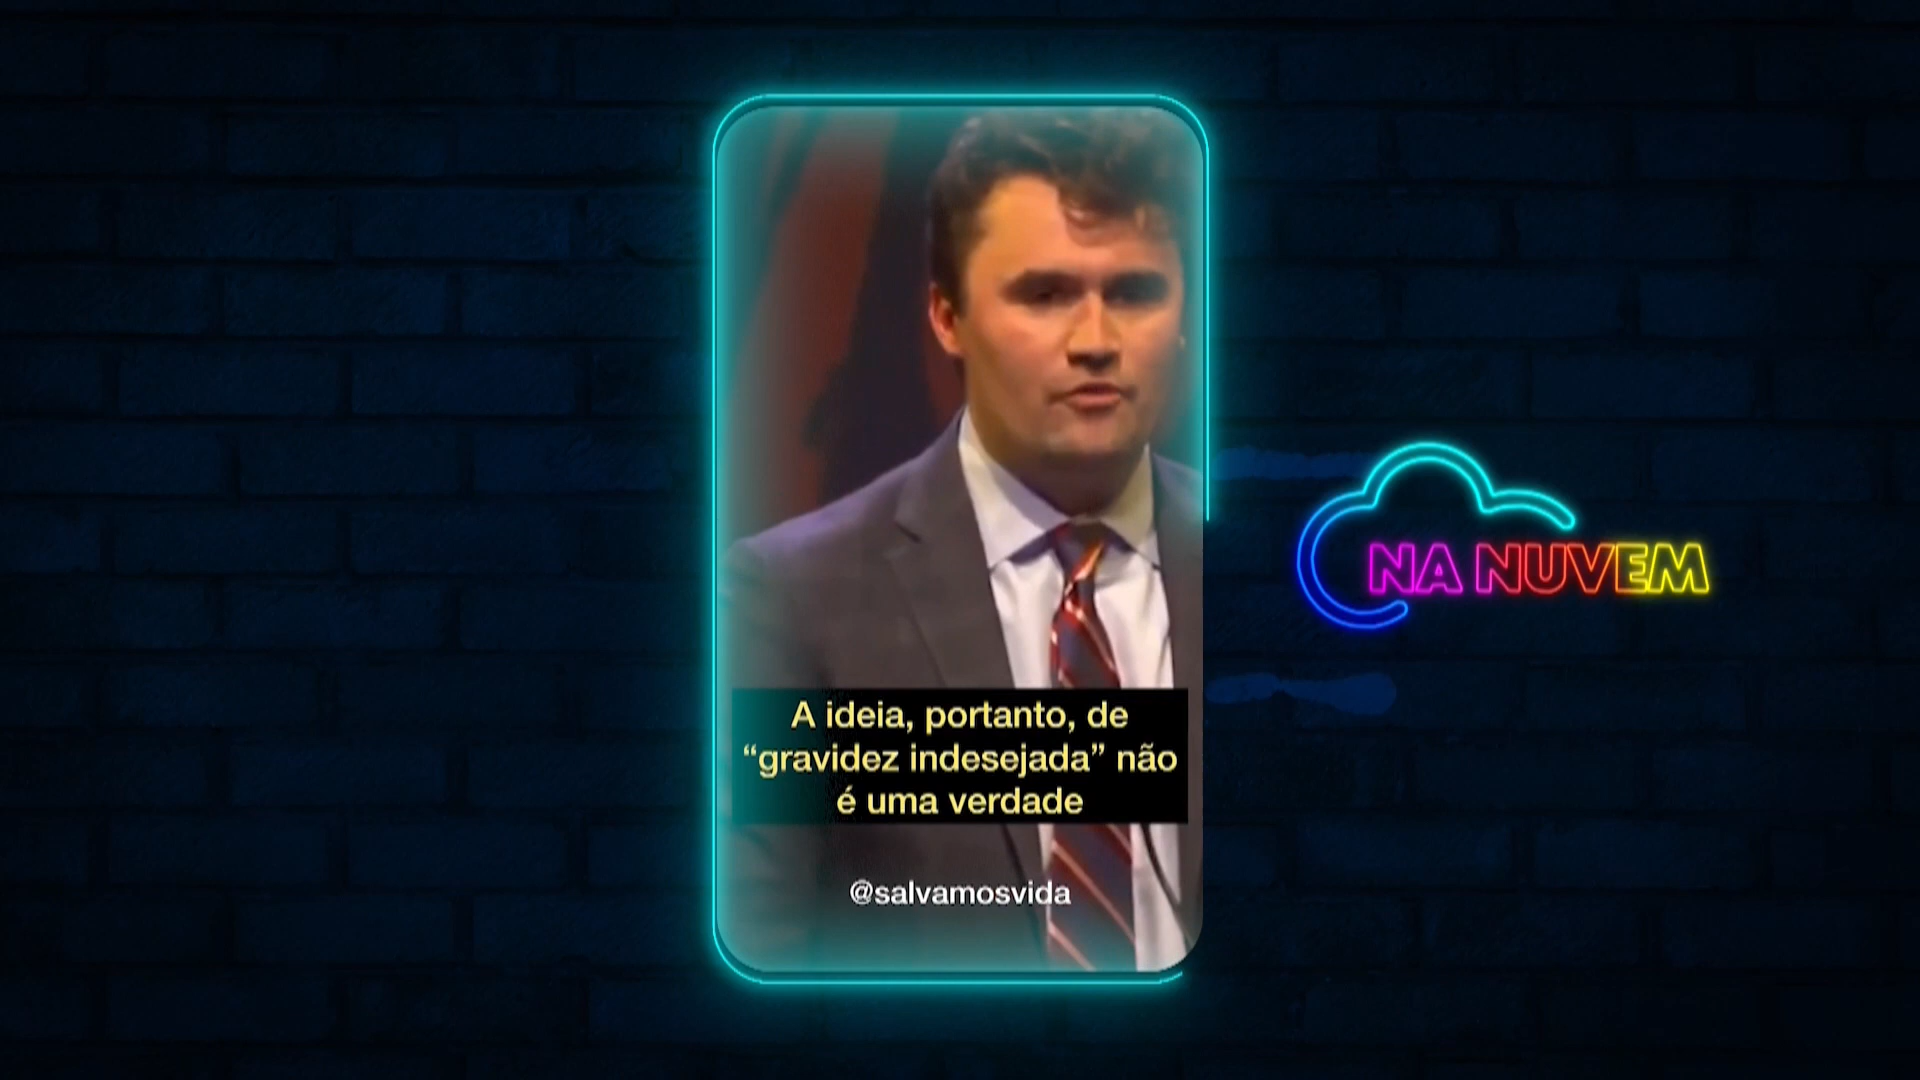 A ideia, portanto, de
“gravidez indesejada” não
é uma verdade
@salvamosvida
NA NUVEM